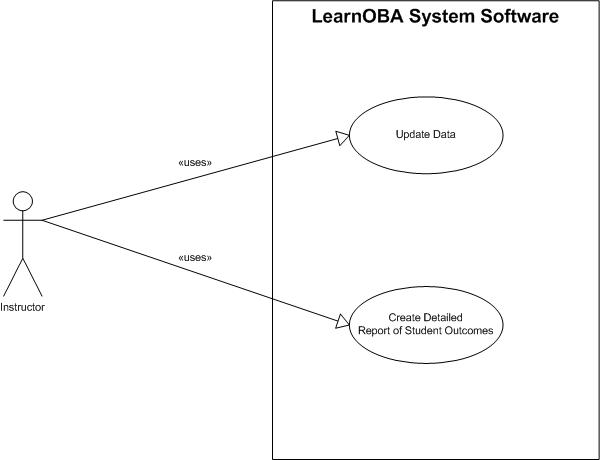 LearnOBA System Software
Update Data
«uses»
Instructor
«uses»
Create Detailed
Report of Student Outcomes